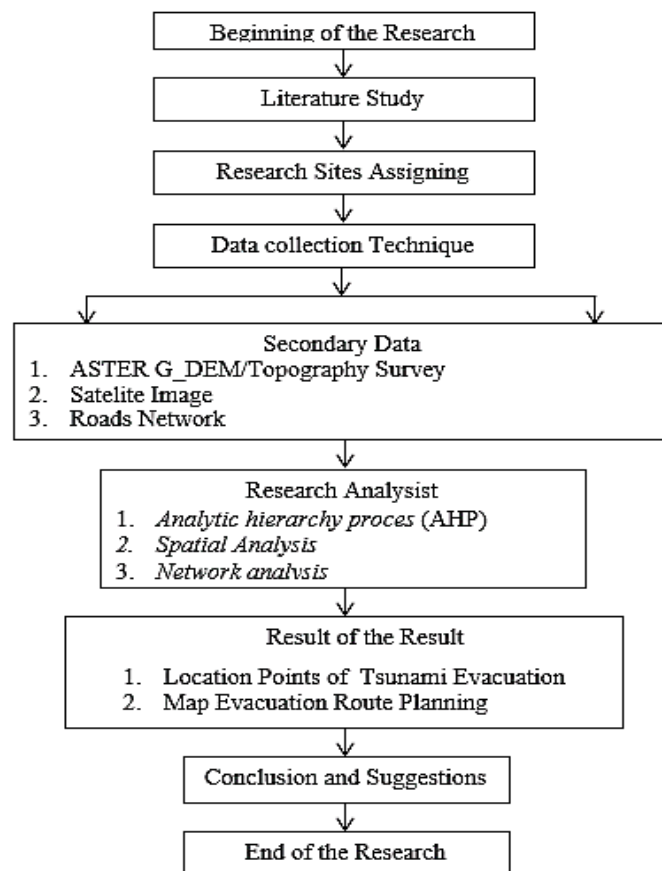 Beginning of the Research
Literature Study
Research Sites Assigning
Data collection Technique
Secondary Data
1. ASTER G_DEM/Topography Survey
2. Satelite Image
3. Roads Network
Research Analysist
1. Analytic hierarchy proces (AHP)
2. Spatial Analysis
3. Network analysis
Result of the Result
1. Location Points of Tsunami Evacuation
2. Map Evacuation Route Planning
Conclusion and Suggestions
End of the Research